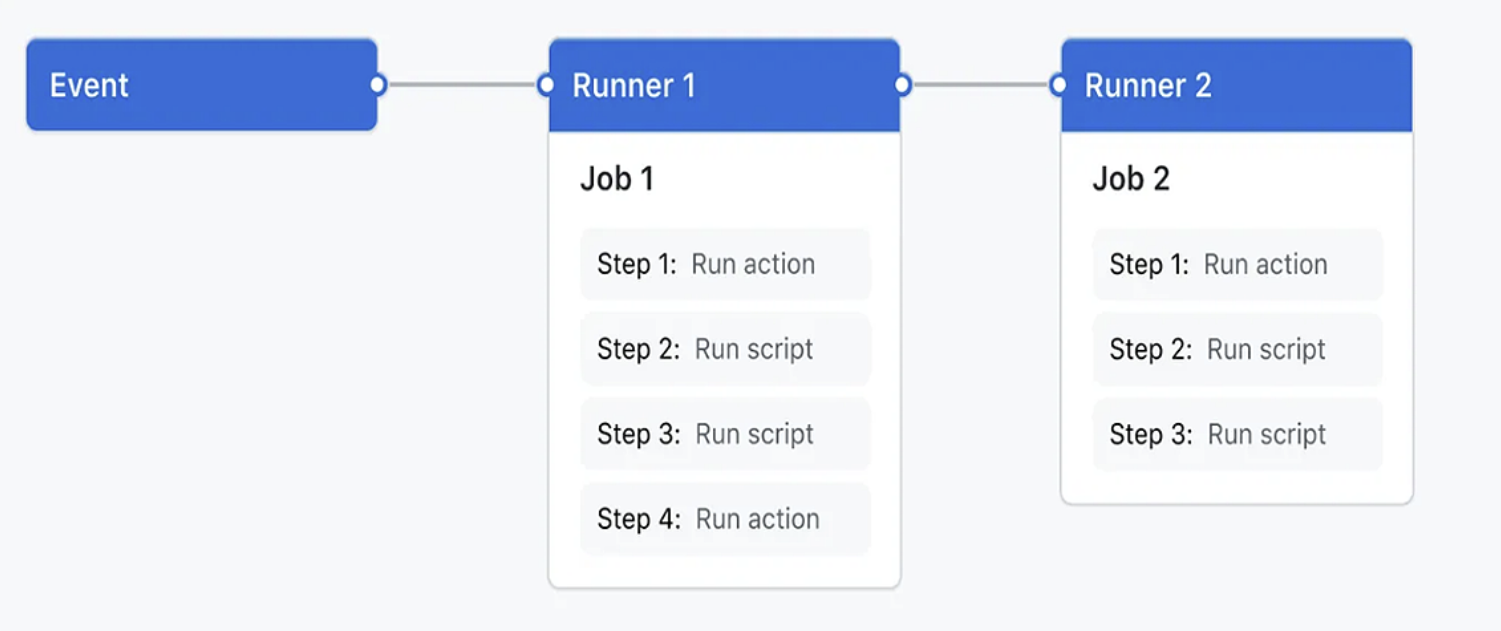 Event
Runner 1
Job 1
Step 1: Run action
Step 2: Run script
Step 3: Run script
Step 4: Run action
Runner 2
Job 2
Step 1: Run action
Step 2: Run script
Step 3: Run script